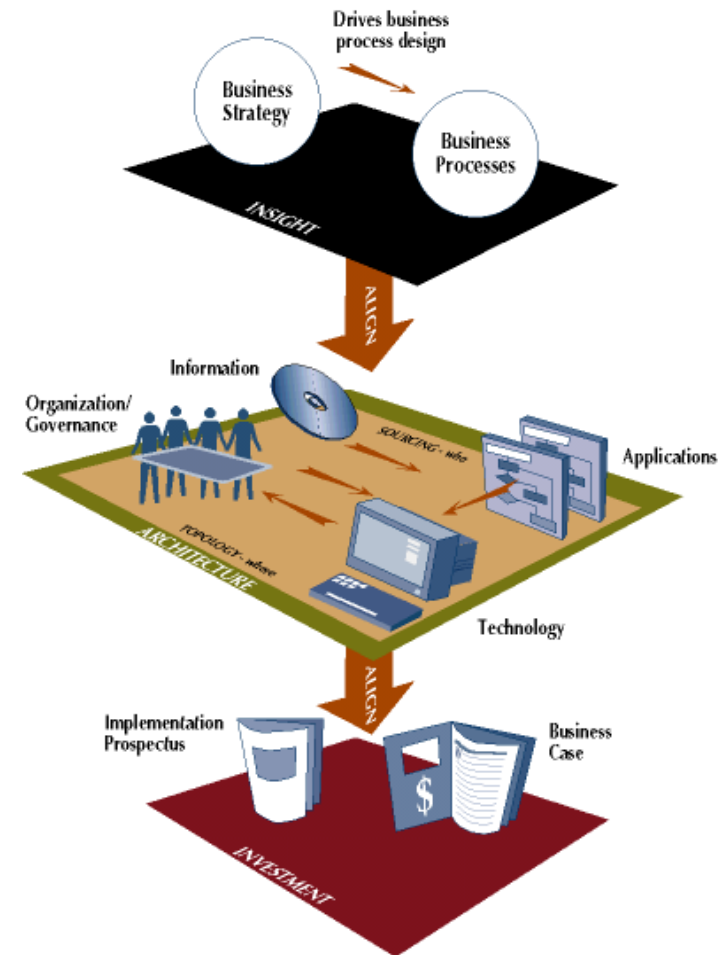 Drives business
process design
Business
Strategy
Business
Processes
INSIGHT
ALIGN
Information
Organization/
Governance
SOURCING - who
Applications
TOPOLOGY - where
ARCHITECTURE
Technology
ALIGN
Implementation
Prospectus
Business
Case
$
INVESTMENT